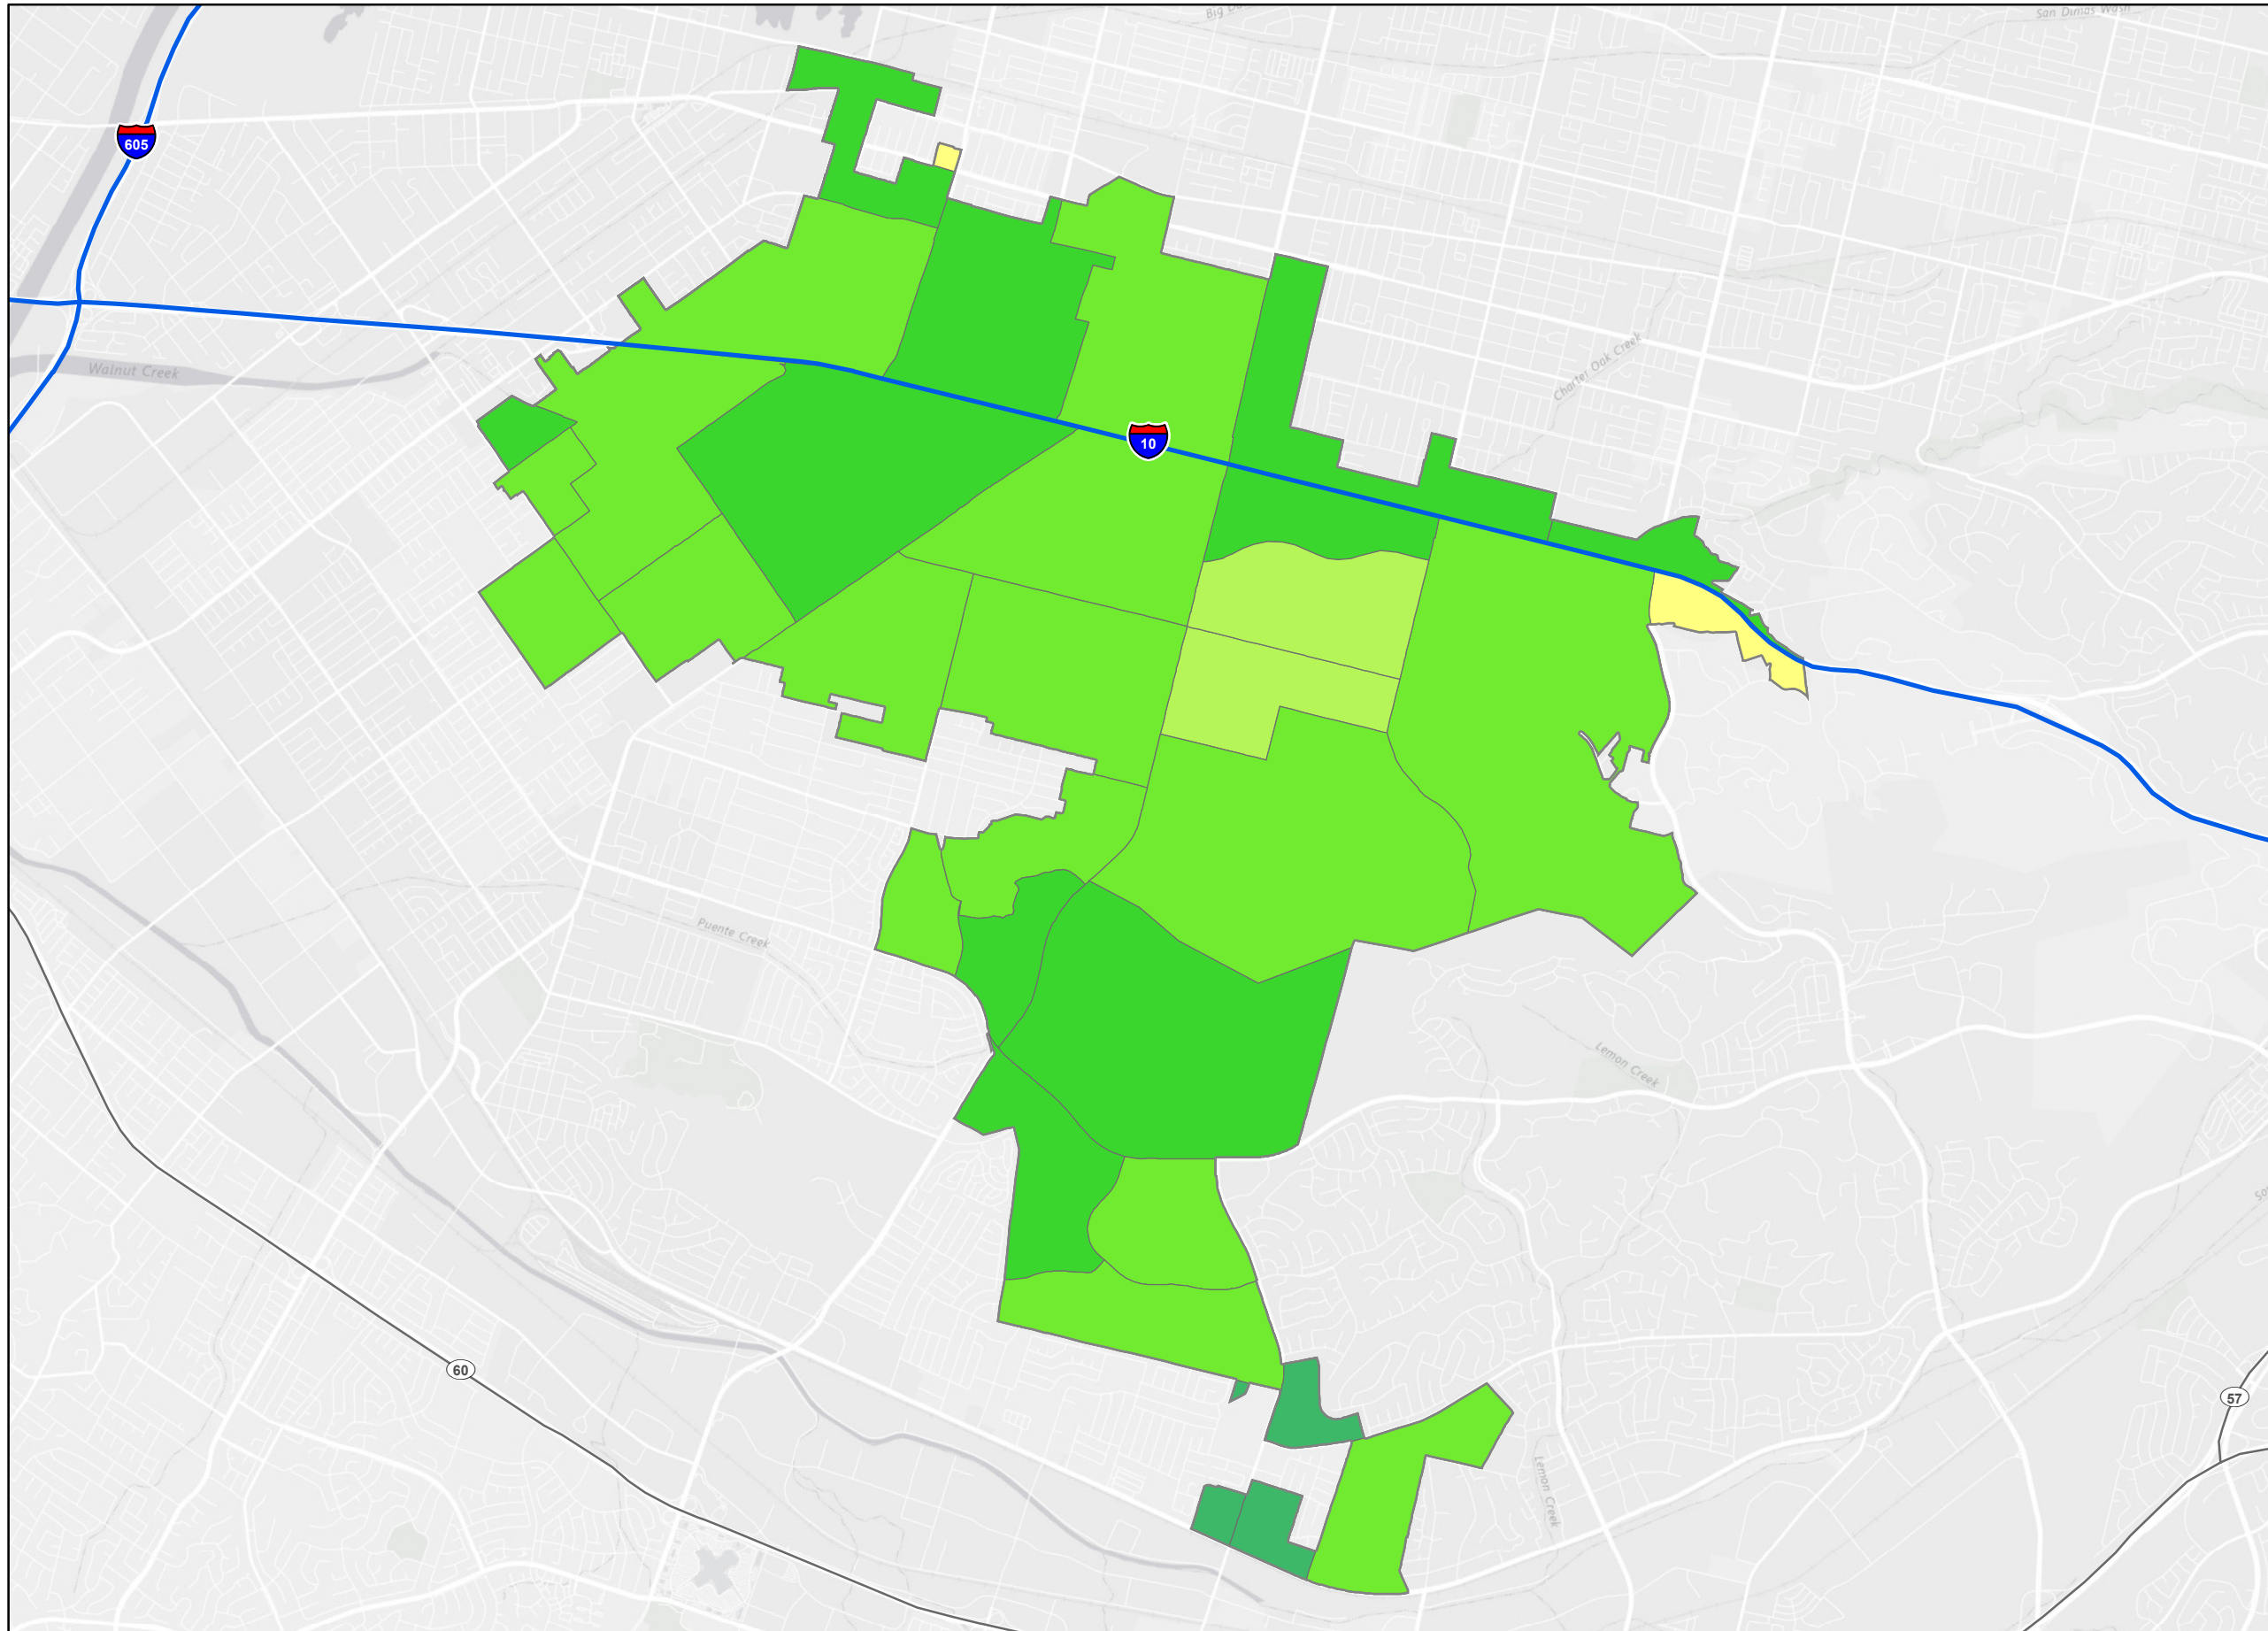 San Dimas Wash
605
Walnut Creek
Charter Oak Creek
10
Puente Creek
Lemon Creek
60
57
Lemon Creek